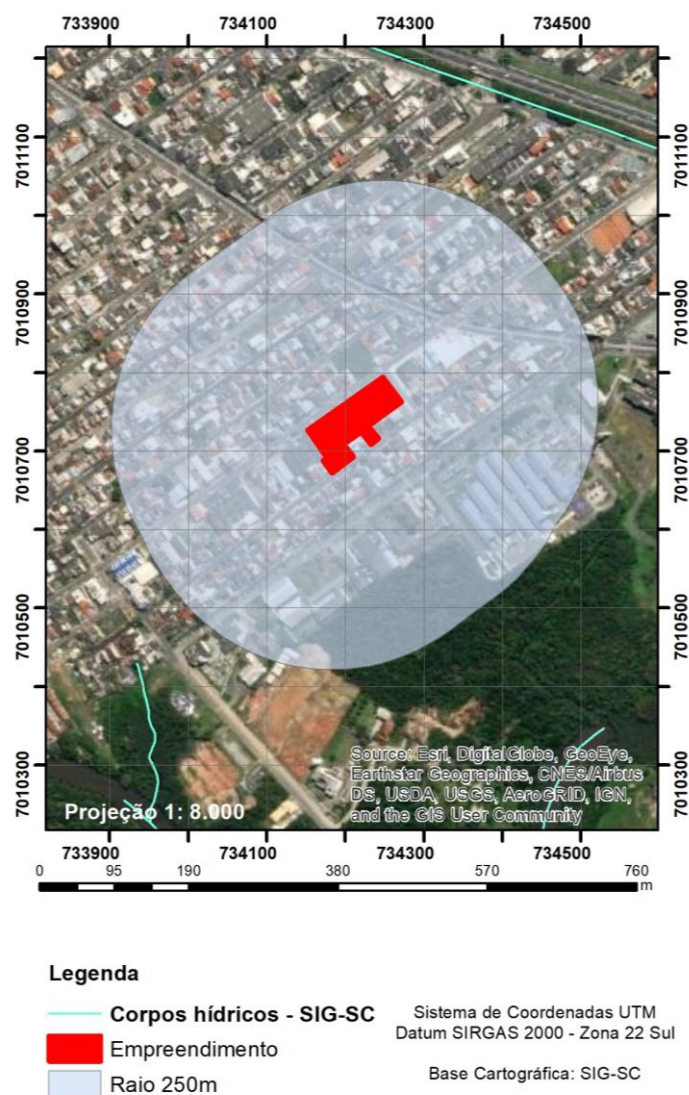 733900 734100 734300 734500
7011100
7010900
7010700
7010500
7010300
7011100
7010900
7010700
7010500
7010300
Source: Esri, DigitalGlobe, GeoEye,
Earthstar Geographics, CNES/Airbus
DS, USDA, USGS, AeroGRID, IGN,
and the GIS User Community
Projeção 1: 8.000
733900 734100 734300 734500
0 95 190 380 570 760
m
Legenda
Corpos hídricos - SIG-SC
Empreendimento
Raio 250m
Sistema de Coordenadas UTM
Datum SIRGAS 2000 - Zona 22 Sul
Base Cartográfica: SIG-SC